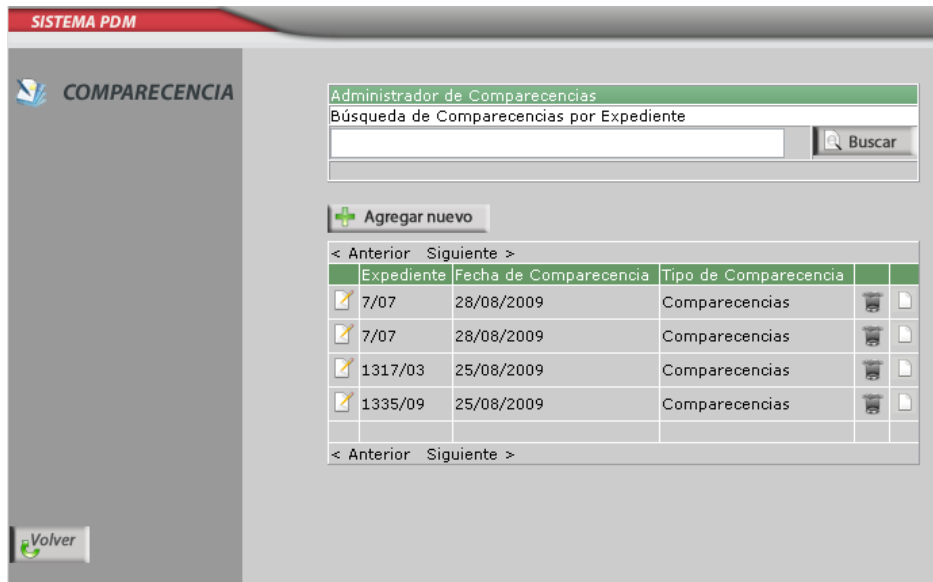 SISTEMA PDM
COMPARECENCIA
Administrador de Comparecencias
Búsqueda de Comparecencias por Expediente
Buscar
Agregar nuevo
< Anterior Siguiente >
Expediente Fecha de Comparecencia Tipo de Comparecencia
7/07 28/08/2009 Comparecencias
7/07 28/08/2009 Comparecencias
1317/03 25/08/2009 Comparecencias
1335/09 25/08/2009 Comparecencias
< Anterior Siguiente >
Volver